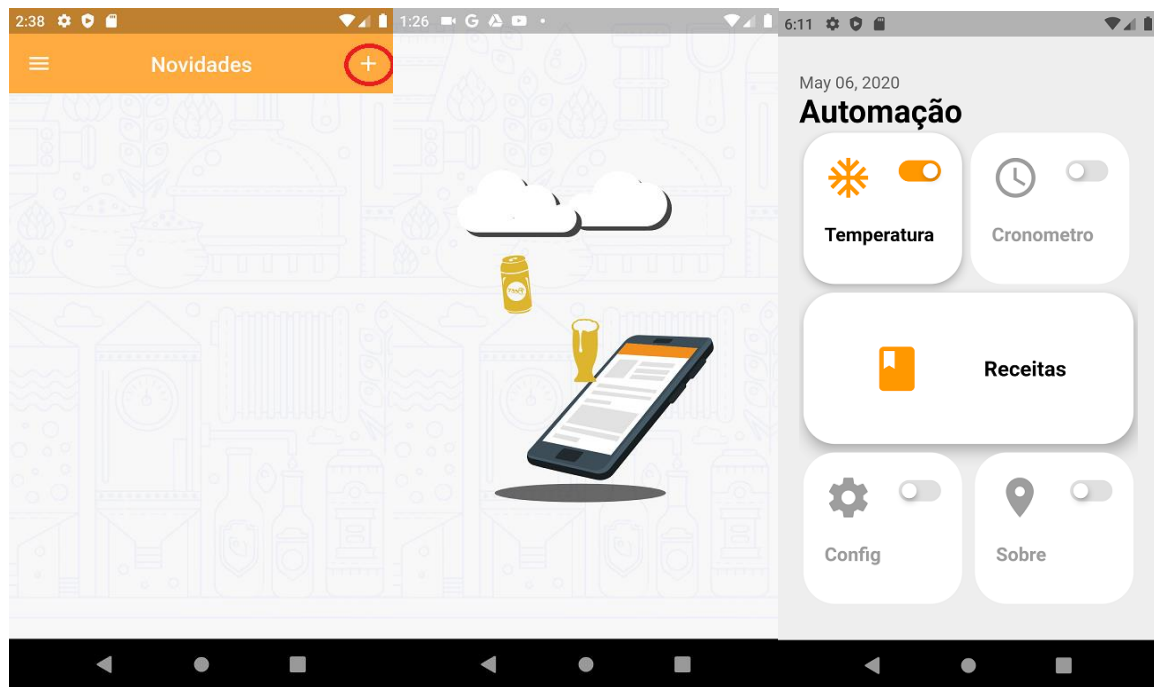 2:38
Novidades
1:26
6:11
May 06, 2020
Automação
Temperatura
Cronometro
Receitas
Config
Sobre